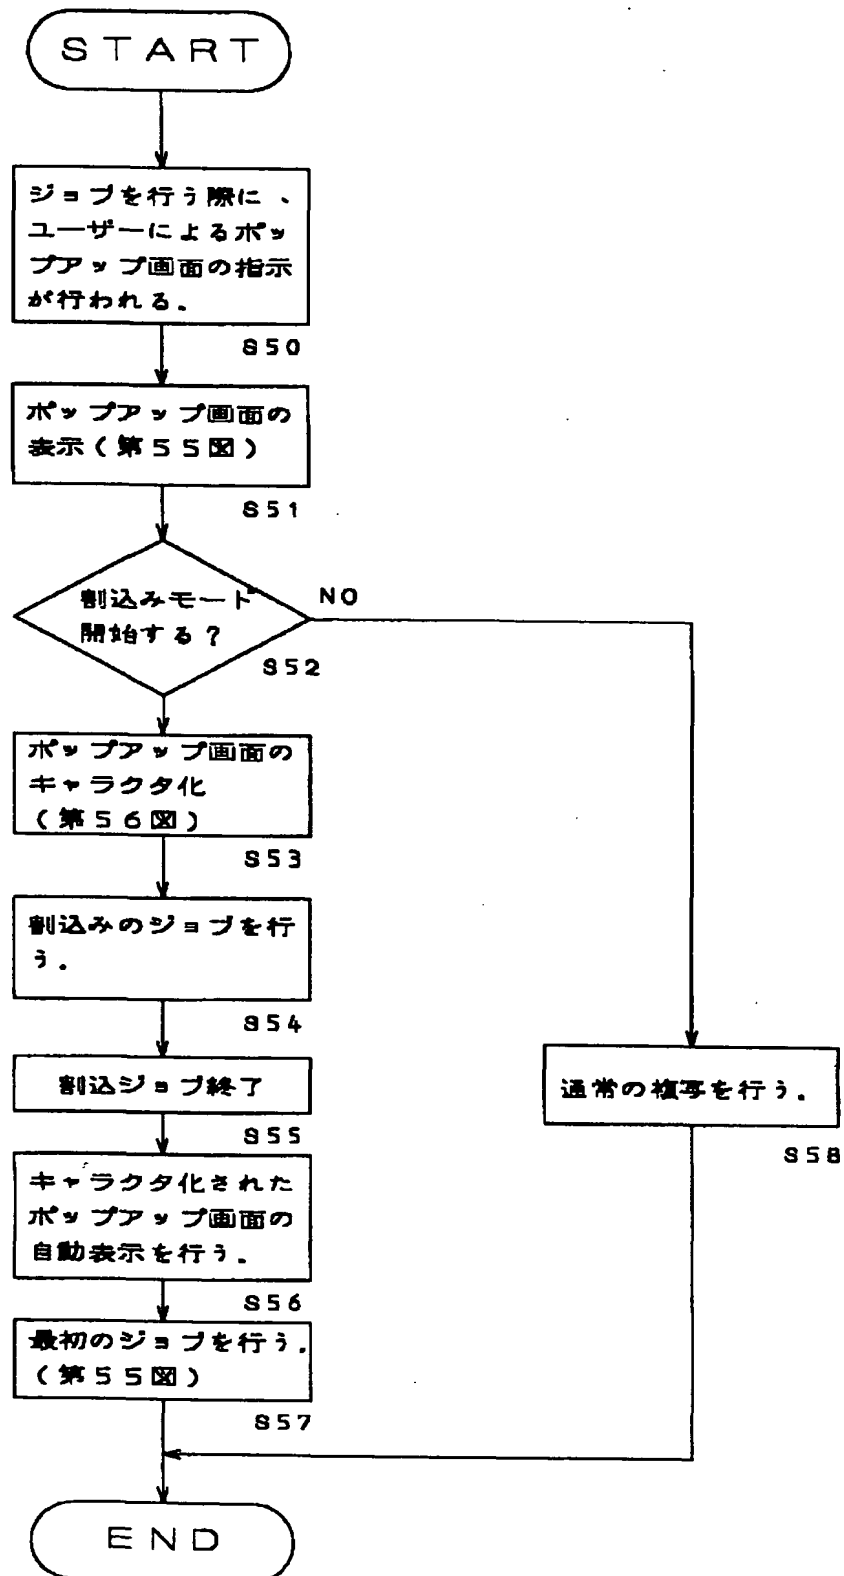 START
ジョブを行う際に、
ユーザーによるポッ
プアップ画面の指示
が行われる.
S50
ポップアップ画面の
表示(第55図)
S51
割込みモード
開始する?
NO
S52
ポップアップ画面の
キャラクタ化
(第56図)
S53
割込みのジョブを行
う.
S54
割込ジョブ終了
S55
通常の複写を行う.
S58
キャラクタ化された
ポップアップ画面の
自動表示を行う.
S56
最初のジョブを行う.
(第55図)
S57
END